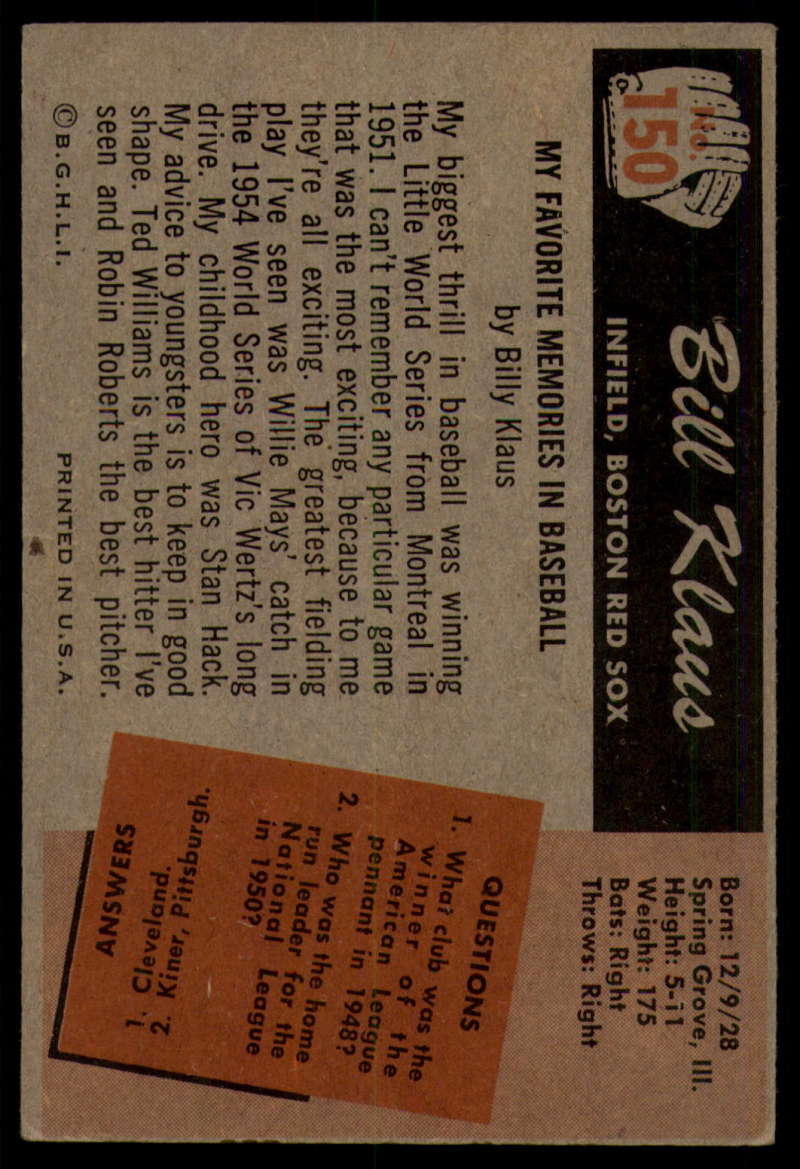 No.
150
Bill Klaus
INFIELD, BOSTON RED SOX
Born: 12/9/28
Spring Grove, Ill.
Height: 5-11
Weight: 175
Bats: Right
Throws: Right
MY FAVORITE MEMORIES IN BASEBALL
by Billy Klaus
My biggest thrill in baseball was winning
the Little World Series from Montreal in
1951. I can't remember any particular game
that was the most exciting, because to me
they're all exciting. The greatest fielding
play I've seen was Willie Mays' catch in
the 1954 World Series of Vic Wertz's long
drive. My childhood hero was Stan Hack.
My advice to youngsters is to keep in good
shape. Ted Williams is the best hitter I've
seen and Robin Roberts the best pitcher.
© B.G.H.L.I. PRINTED IN U.S.A.
QUESTIONS
1. What club was the
winner of the
American League
pennant in 1948?
2. Who was the home
run leader for the
National League
in 1950?
ANSWERS
1. Cleveland.
2. Kiner, Pittsburgh.